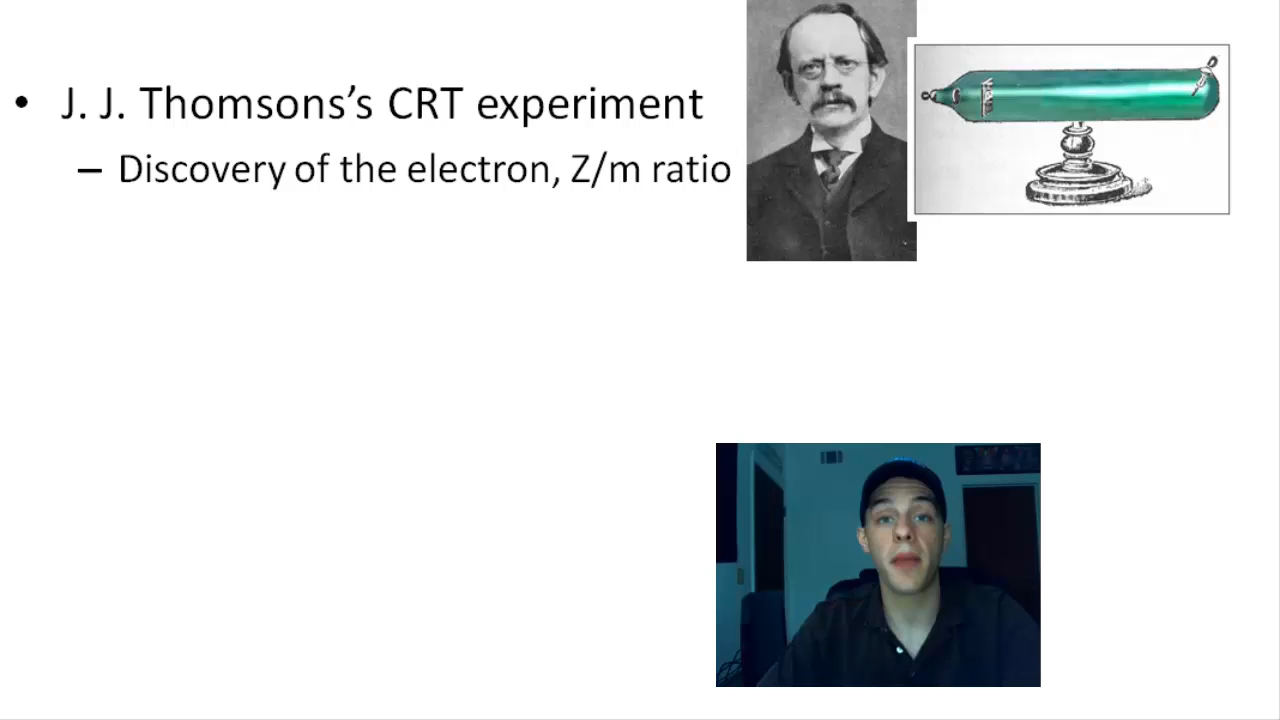 • J. J. Thomsons’s CRT experiment
– Discovery of the electron, Z/m ratio